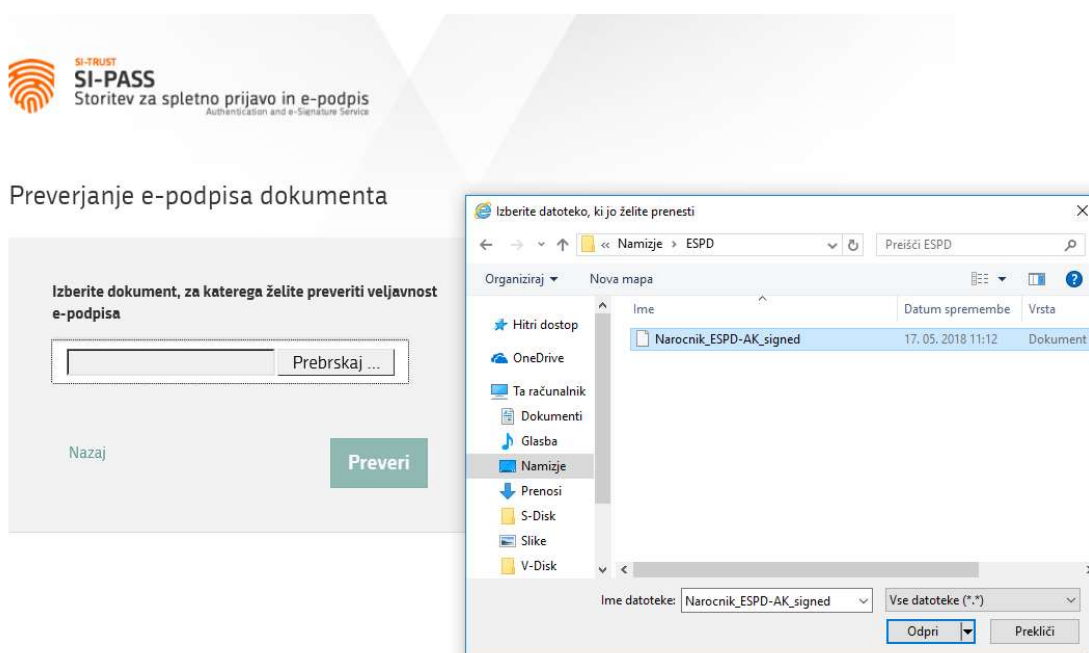 SI-TRUST
SI-PASS
Storitev za spletno prijavo in e-podpis
Authentication and e-Signature Service
Preverjanje e-podpisa dokumenta
Izberite dokument, za katerega želite preveriti veljavnost
e-podpisa
Prebrskaj ...
Nazaj
Preveri
Izberite datoteko, ki jo želite prenesti
« Namizje › ESPD
Preišči ESPD
Organiziraj
Nova mapa
Ime
Datum spremembe
Vrsta
Hitri dostop
OneDrive
Ta računalnik
Dokumenti
Glasba
Namizje
Prenosi
S-Disk
Slike
V-Disk
Narocnik_ESPD-AK_signed
17. 05. 2018 11:12
Dokument
Ime datoteke:
Narocnik_ESPD-AK_signed
Vse datoteke (*.*)
Odpri
Prekliči